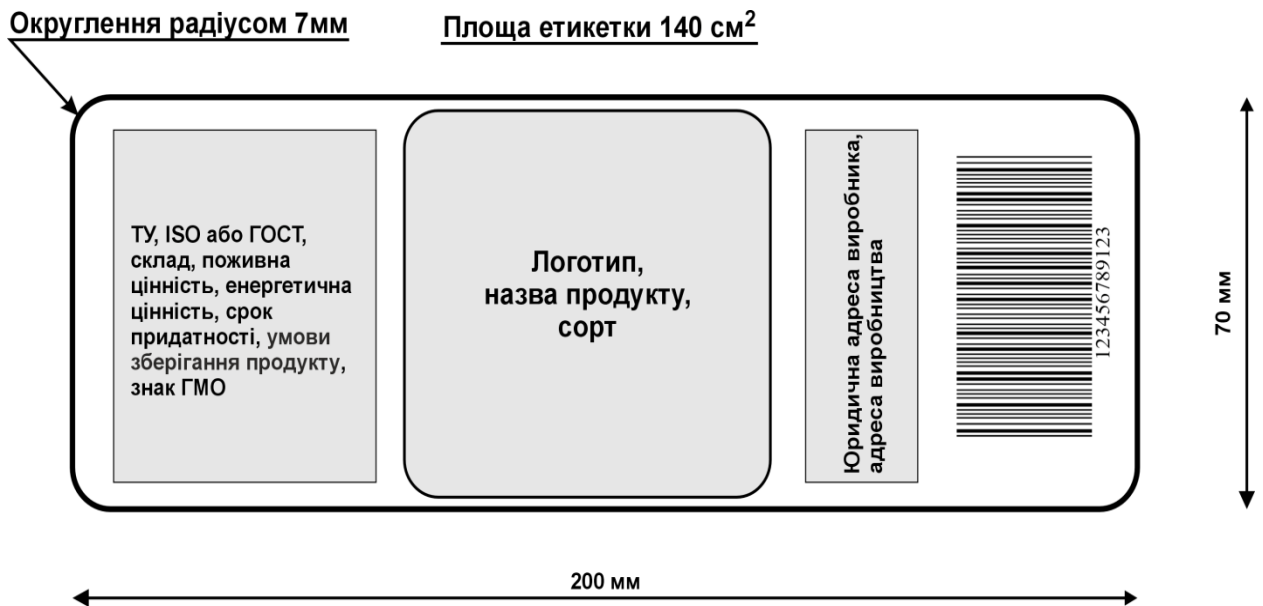 Округлення радіусом 7мм
Площа етикетки 140 см²
ТУ, ISO або ГОСТ,
склад, поживна
цінність, енергетична
цінність, срок
придатності, умови
зберігання продукту,
знак ГМО
Логотип,
назва продукту,
сорт
Юридична адреса виробника,
адреса виробництва
123456789123
70 мм
200 мм